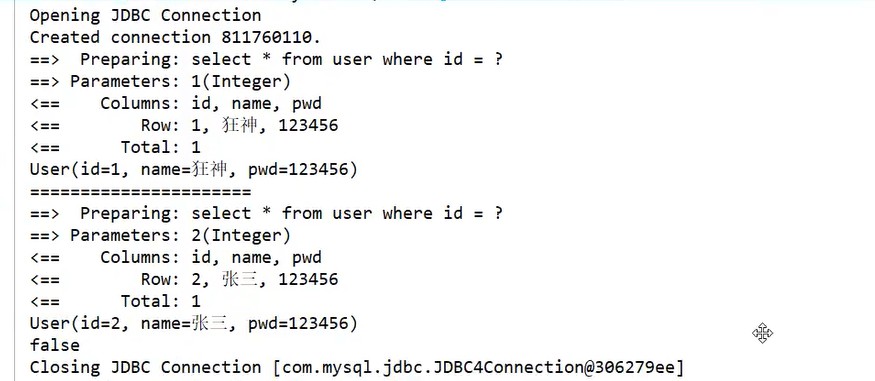 Opening JDBC Connection
Created connection 811760110.
==>  Preparing: select * from user where id = ?
==> Parameters: 1(Integer)
<==    Columns: id, name, pwd
<==        Row: 1, 狂神, 123456
<==      Total: 1
User(id=1, name=狂神, pwd=123456)
======================
==>  Preparing: select * from user where id = ?
==> Parameters: 2(Integer)
<==    Columns: id, name, pwd
<==        Row: 2, 张三, 123456
<==      Total: 1
User(id=2, name=张三, pwd=123456)
false
Closing JDBC Connection [com.mysql.jdbc.JDBC4Connection@306279ee]